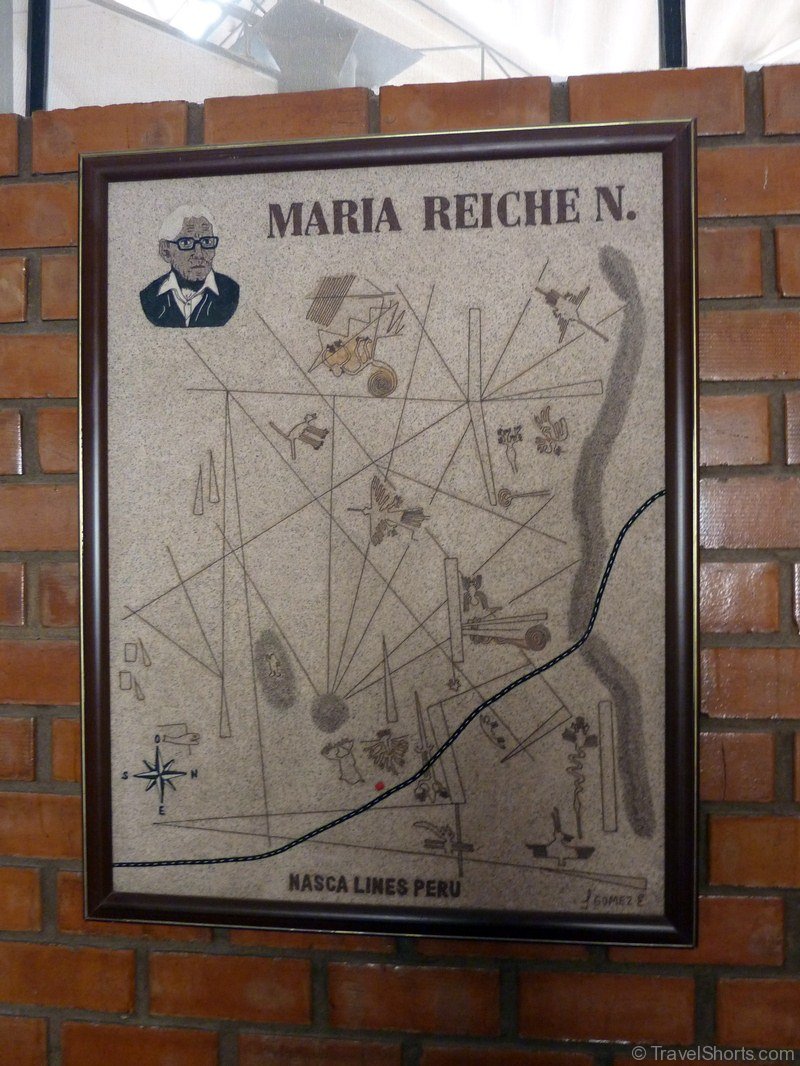 MARIA REICHE N.
O
S N
E
NASCA LINES PERU
J GOMEZ E
© TravelShorts.com